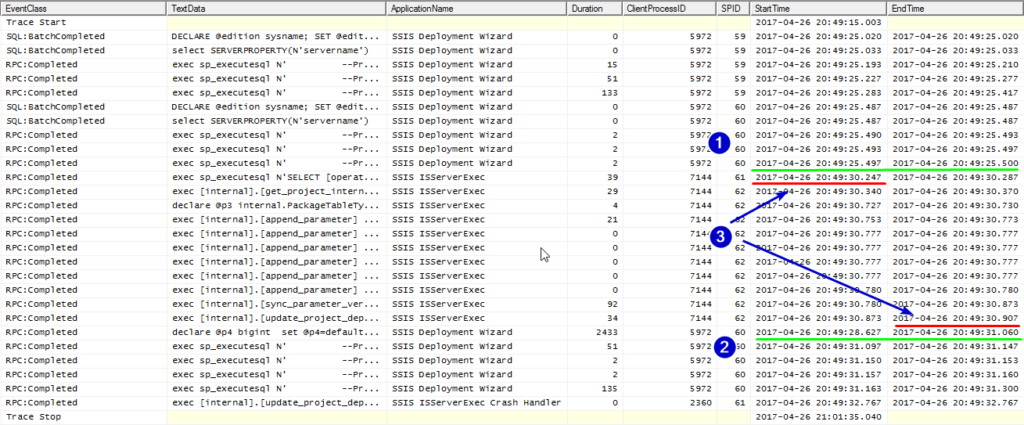 EventClass TextData ApplicationName Duration ClientProcessID SPID StartTime EndTime
Trace Start 2017-04-26 20:49:15.003
SQL:BatchCompleted DECLARE @edition sysname; SET @edit... SSIS Deployment Wizard 0 5972 59 2017-04-26 20:49:25.020 2017-04-26 20:49:25.020
SQL:BatchCompleted select SERVERPROPERTY(N'servername') SSIS Deployment Wizard 0 5972 59 2017-04-26 20:49:25.033 2017-04-26 20:49:25.033
RPC:Completed exec sp_executesql N' --Pr... SSIS Deployment Wizard 15 5972 59 2017-04-26 20:49:25.193 2017-04-26 20:49:25.210
RPC:Completed exec sp_executesql N' --Pr... SSIS Deployment Wizard 51 5972 59 2017-04-26 20:49:25.227 2017-04-26 20:49:25.277
RPC:Completed exec sp_executesql N' --Pr... SSIS Deployment Wizard 133 5972 59 2017-04-26 20:49:25.283 2017-04-26 20:49:25.417
SQL:BatchCompleted DECLARE @edition sysname; SET @edit... SSIS Deployment Wizard 0 5972 60 2017-04-26 20:49:25.487 2017-04-26 20:49:25.487
SQL:BatchCompleted select SERVERPROPERTY(N'servername') SSIS Deployment Wizard 0 5972 60 2017-04-26 20:49:25.487 2017-04-26 20:49:25.487
RPC:Completed exec sp_executesql N' --Pr... SSIS Deployment Wizard 2 5972 60 2017-04-26 20:49:25.490 2017-04-26 20:49:25.493
1
RPC:Completed exec sp_executesql N' --Pr... SSIS Deployment Wizard 2 60 2017-04-26 20:49:25.493 2017-04-26 20:49:25.497
RPC:Completed exec sp_executesql N' --Pr... SSIS Deployment Wizard 2 5972 60 2017-04-26 20:49:25.497 2017-04-26 20:49:25.500
RPC:Completed exec sp_executesql N'SELECT [operat... SSIS ISServerExec 39 7144 61 2017-04-26 20:49:30.247 2017-04-26 20:49:30.287
RPC:Completed exec [internal].[get_project_intern... SSIS ISServerExec 29 7144 62 2017-04-26 20:49:30.340 2017-04-26 20:49:30.370
RPC:Completed declare @p3 internal.PackageTableTy... SSIS ISServerExec 4 7144 62 2017-04-26 20:49:30.727 2017-04-26 20:49:30.730
RPC:Completed exec [internal].[append_parameter] ... SSIS ISServerExec 21 7144 62 2017-04-26 20:49:30.753 2017-04-26 20:49:30.773
3
RPC:Completed exec [internal].[append_parameter] ... SSIS ISServerExec 0 7144 62 2017-04-26 20:49:30.777 2017-04-26 20:49:30.777
RPC:Completed exec [internal].[append_parameter] ... SSIS ISServerExec 0 7144 62 2017-04-26 20:49:30.777 2017-04-26 20:49:30.777
RPC:Completed exec [internal].[append_parameter] ... SSIS ISServerExec 0 7144 62 2017-04-26 20:49:30.777 2017-04-26 20:49:30.777
RPC:Completed exec [internal].[append_parameter] ... SSIS ISServerExec 0 7144 62 2017-04-26 20:49:30.777 2017-04-26 20:49:30.777
RPC:Completed exec [internal].[append_parameter] ... SSIS ISServerExec 0 7144 62 2017-04-26 20:49:30.780 2017-04-26 20:49:30.780
RPC:Completed exec [internal].[sync_parameter_ver... SSIS ISServerExec 92 7144 62 2017-04-26 20:49:30.780 2017-04-26 20:49:30.873
RPC:Completed exec [internal].[update_project_dep... SSIS ISServerExec 34 7144 62 2017-04-26 20:49:30.873 2017-04-26 20:49:30.907
RPC:Completed declare @p4 bigint set @p4=default... SSIS Deployment Wizard 2433 5972 60 2017-04-26 20:49:28.627 2017-04-26 20:49:31.060
2
RPC:Completed exec sp_executesql N' --Pr... SSIS Deployment Wizard 51 5972 60 2017-04-26 20:49:31.097 2017-04-26 20:49:31.147
RPC:Completed exec sp_executesql N' --Pr... SSIS Deployment Wizard 2 5972 60 2017-04-26 20:49:31.150 2017-04-26 20:49:31.153
RPC:Completed exec sp_executesql N' --Pr... SSIS Deployment Wizard 2 5972 60 2017-04-26 20:49:31.157 2017-04-26 20:49:31.160
RPC:Completed exec sp_executesql N' --Pr... SSIS Deployment Wizard 135 5972 60 2017-04-26 20:49:31.163 2017-04-26 20:49:31.300
RPC:Completed exec [internal].[update_project_dep... SSIS ISServerExec Crash Handler 0 2360 61 2017-04-26 20:49:32.767 2017-04-26 20:49:32.767
Trace Stop 2017-04-26 21:01:35.040